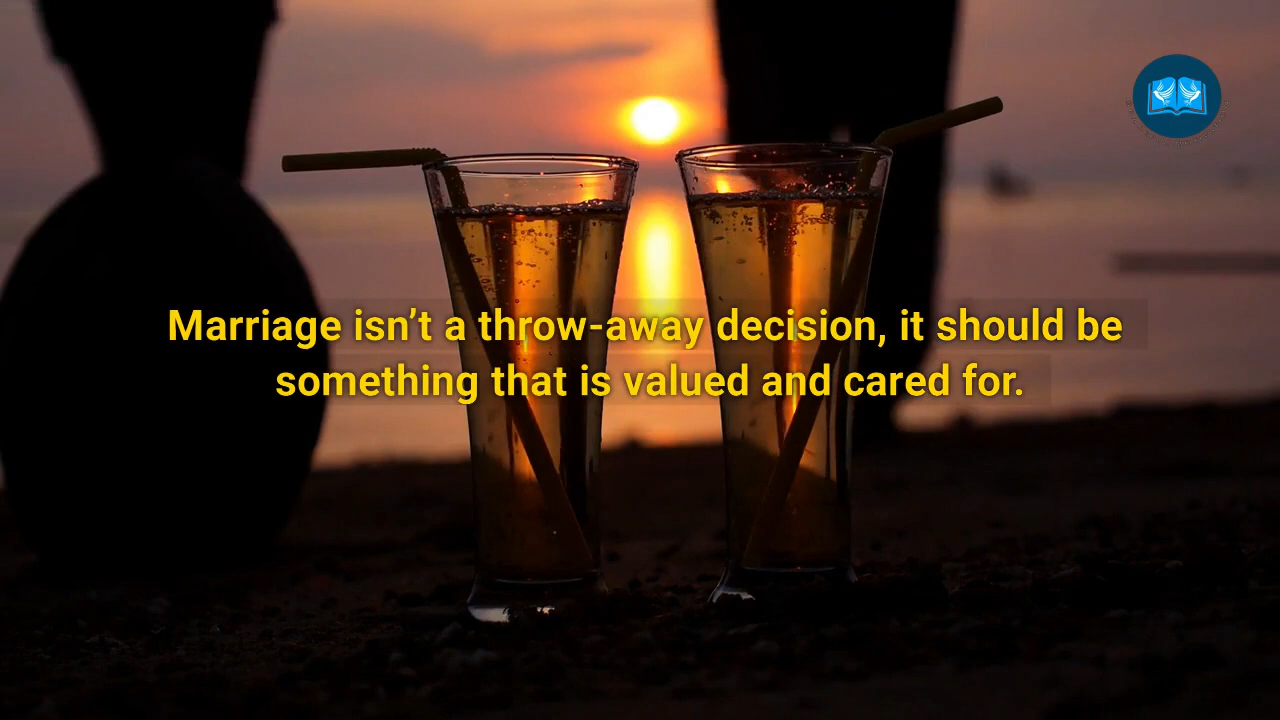 Marriage isn’t a throw-away decision, it should be
something that is valued and cared for.